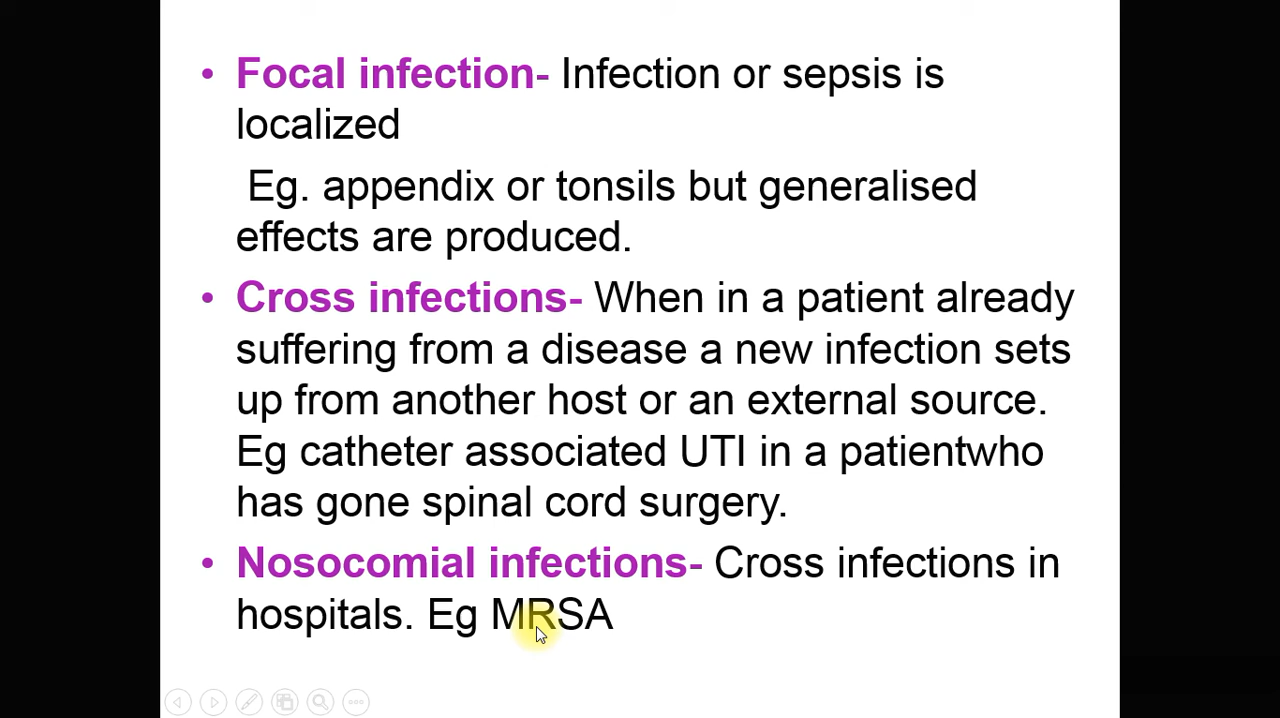 • Focal infection- Infection or sepsis is
localized
Eg. appendix or tonsils but generalised
effects are produced.
• Cross infections- When in a patient already
suffering from a disease a new infection sets
up from another host or an external source.
Eg catheter associated UTI in a patientwho
has gone spinal cord surgery.
• Nosocomial infections- Cross infections in
hospitals. Eg MRSA